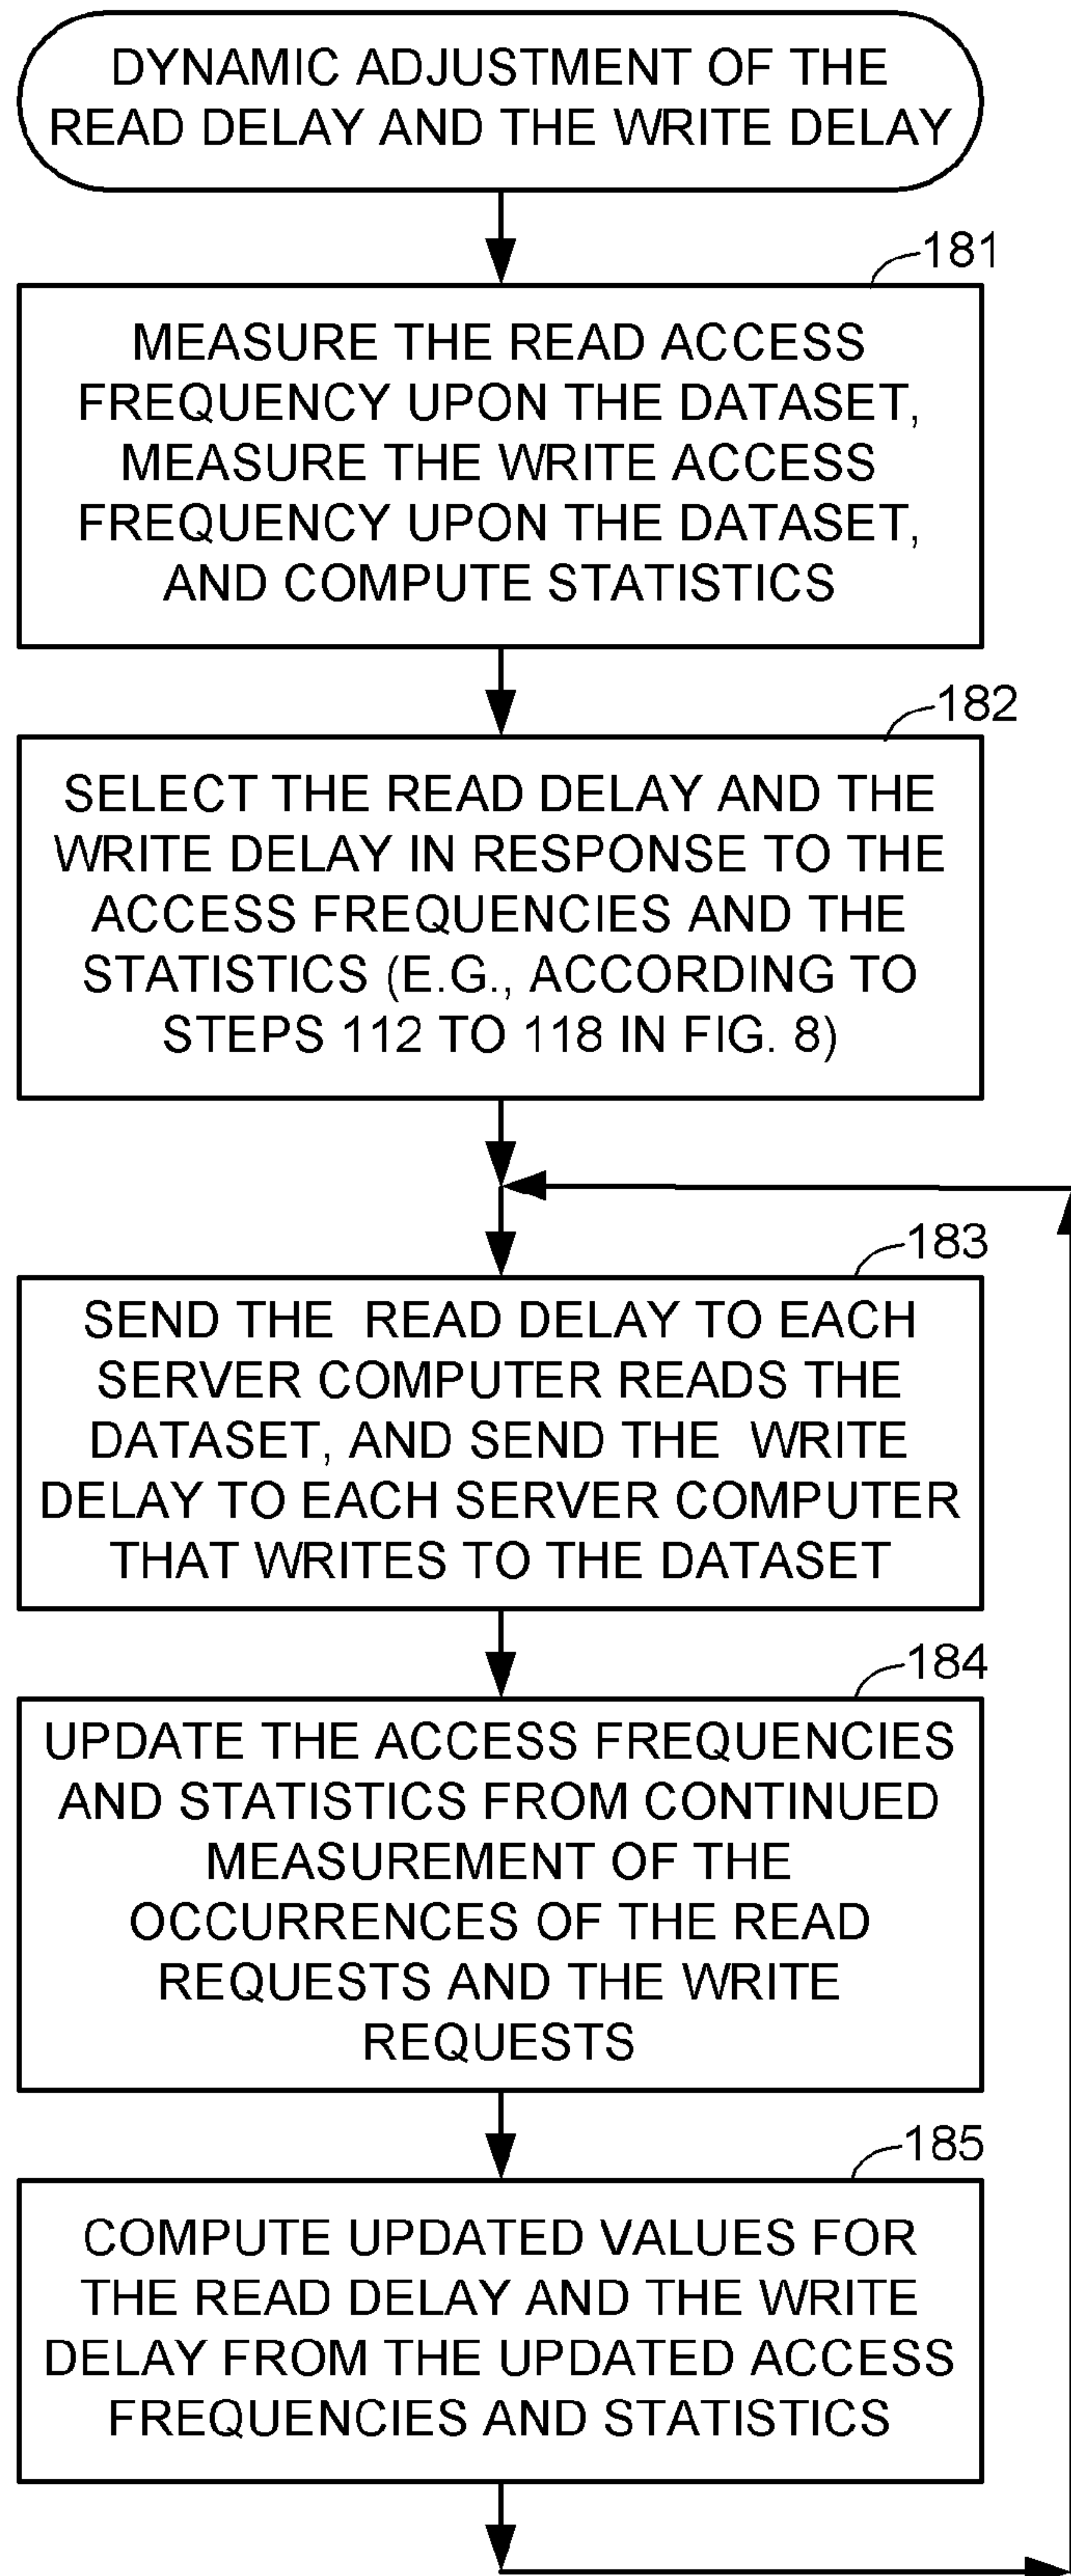 DYNAMIC ADJUSTMENT OF THE
READ DELAY AND THE WRITE DELAY
181
MEASURE THE READ ACCESS
FREQUENCY UPON THE DATASET,
MEASURE THE WRITE ACCESS
FREQUENCY UPON THE DATASET,
AND COMPUTE STATISTICS
182
SELECT THE READ DELAY AND THE
WRITE DELAY IN RESPONSE TO THE
ACCESS FREQUENCIES AND THE
STATISTICS (E.G., ACCORDING TO
STEPS 112 TO 118 IN FIG. 8)
183
SEND THE READ DELAY TO EACH
SERVER COMPUTER READS THE
DATASET, AND SEND THE WRITE
DELAY TO EACH SERVER COMPUTER
THAT WRITES TO THE DATASET
184
UPDATE THE ACCESS FREQUENCIES
AND STATISTICS FROM CONTINUED
MEASUREMENT OF THE
OCCURRENCES OF THE READ
REQUESTS AND THE WRITE
REQUESTS
185
COMPUTE UPDATED VALUES FOR
THE READ DELAY AND THE WRITE
DELAY FROM THE UPDATED ACCESS
FREQUENCIES AND STATISTICS